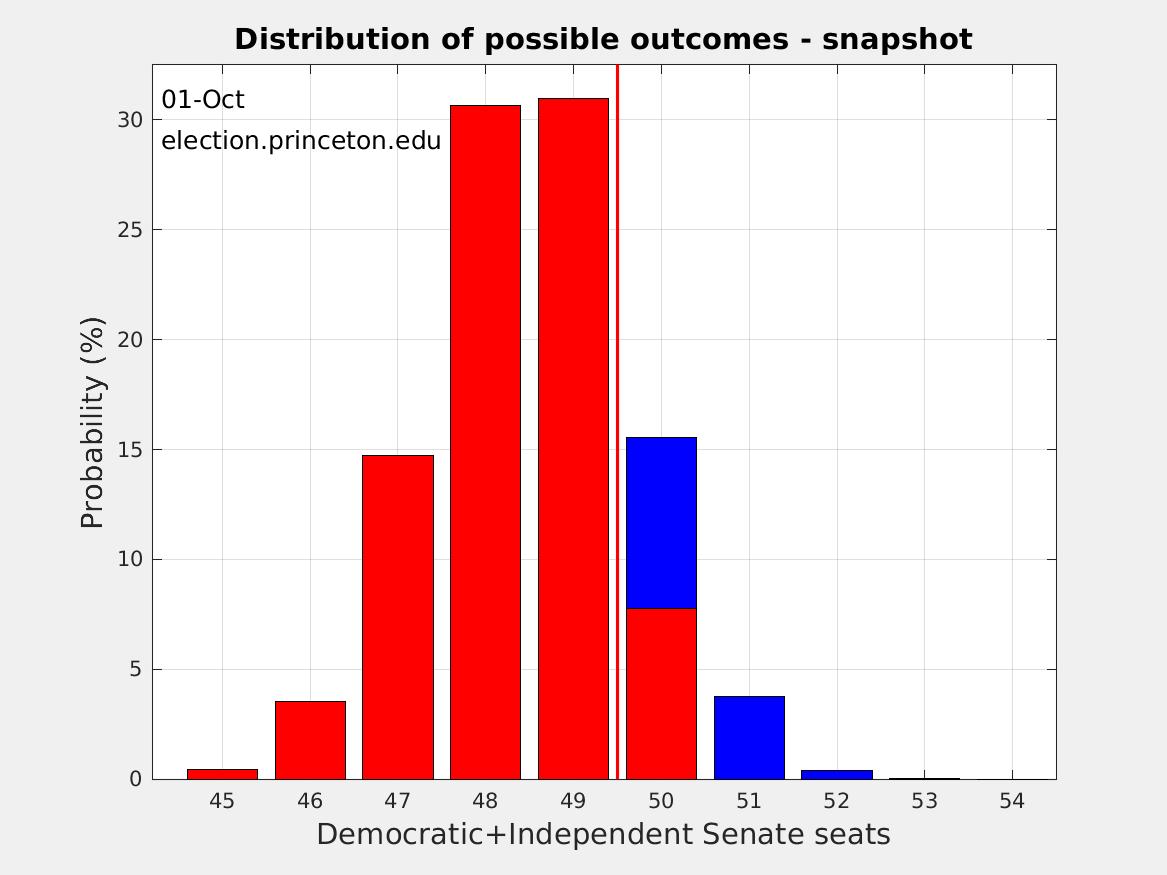 Distribution of possible outcomes - snapshot
01-Oct
election.princeton.edu
Probability (%)
30
25
20
15
10
5
0
45 46 47 48 49 50 51 52 53 54
Democratic+Independent Senate seats